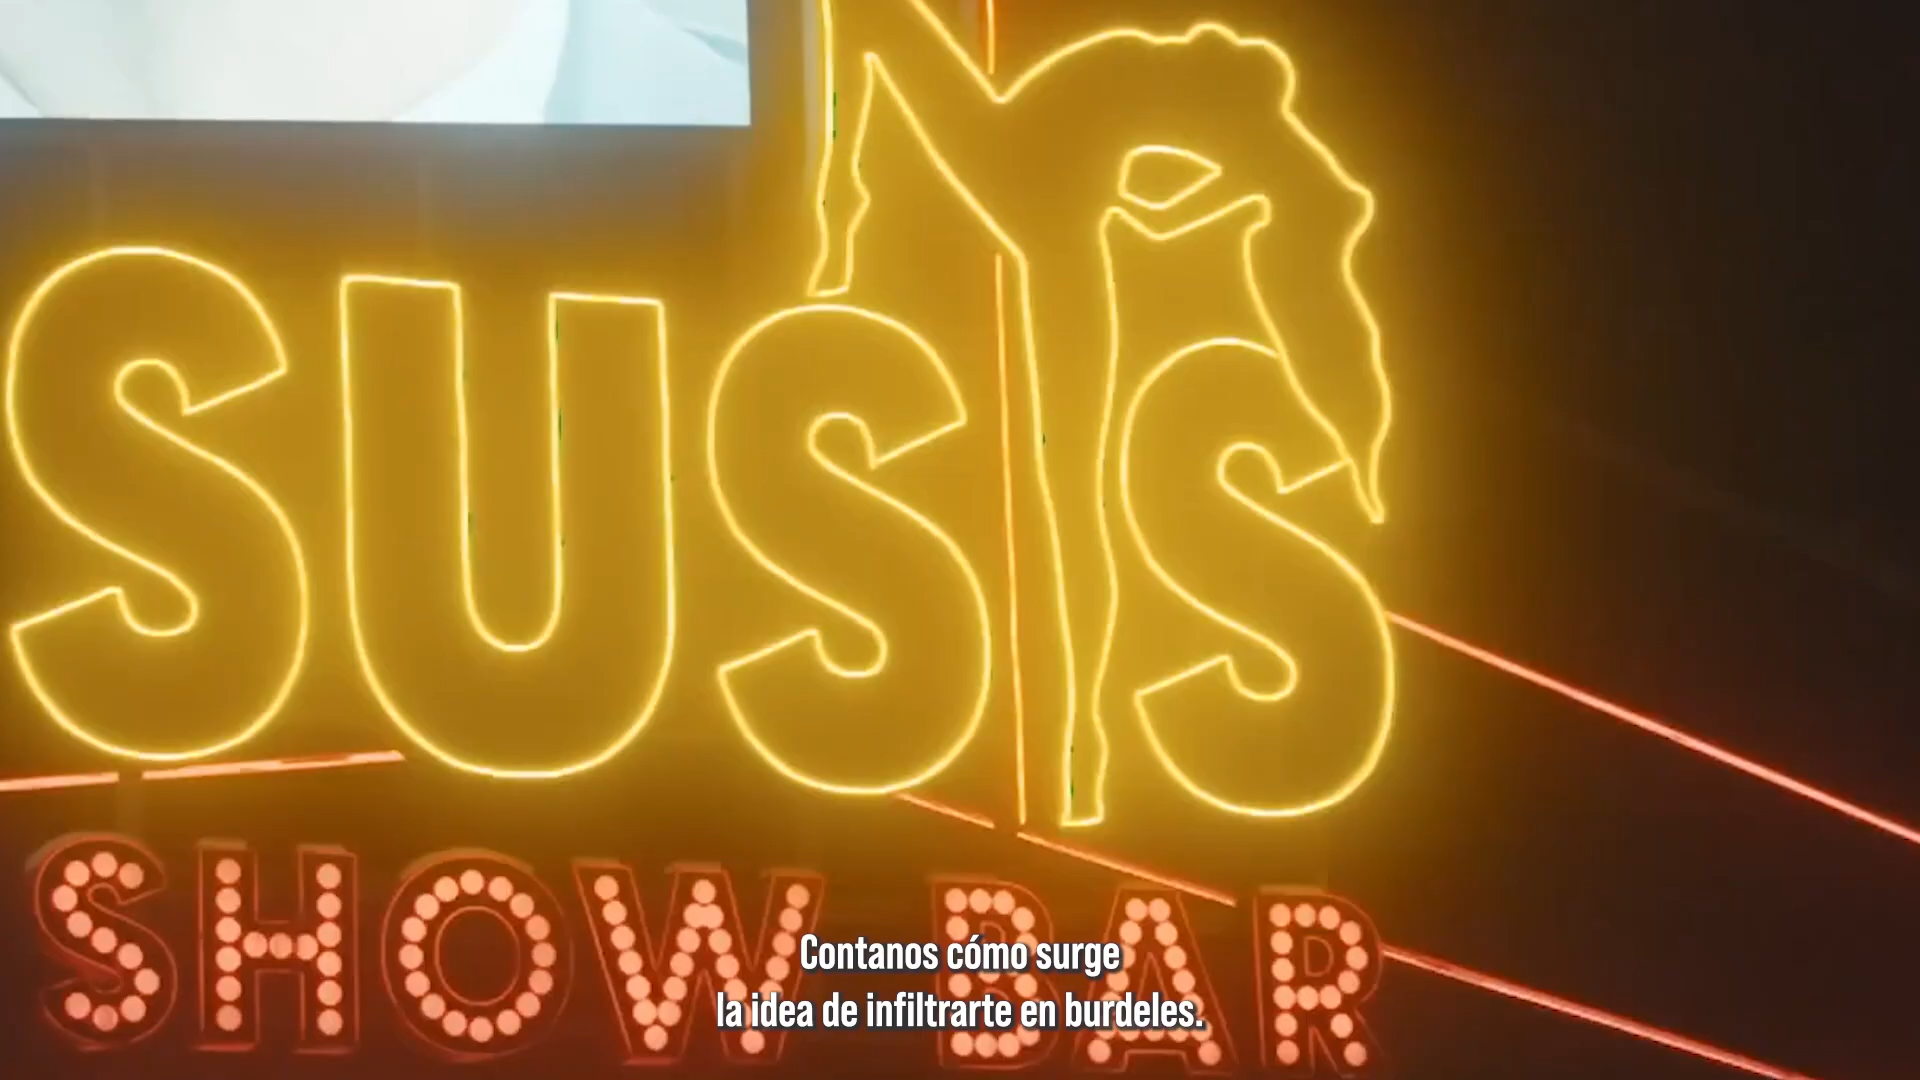 SUSIS
SHOW BAR
Contanos cómo surge
la idea de infiltrarte en burdeles.